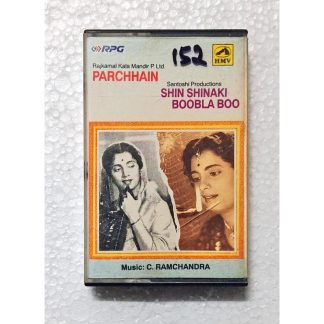 RPG
152
HMV
Rajkamal Kala Mandir P. Ltd.
PARCHHAIN
Santoshi Productions
SHIN SHINAKI
BOOBLA BOO
Music: C. RAMCHANDRA